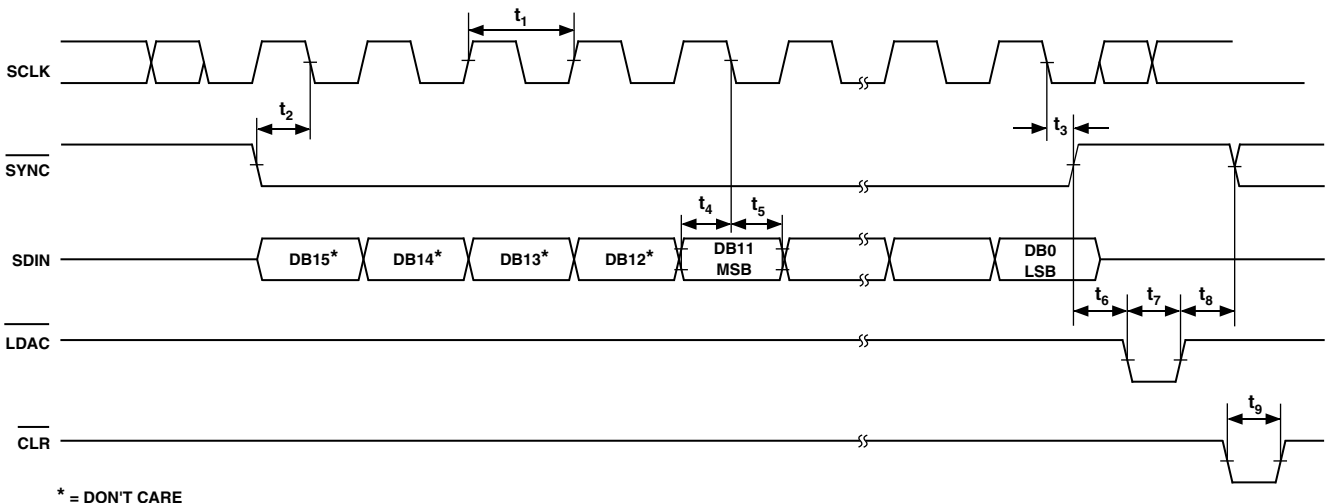 t1
SCLK
t2
t3
SYNC
t4 t5
SDIN
DB15* DB14* DB13* DB12* DB11 MSB DB0 LSB
t6 t7 t8
LDAC
t9
CLR
* = DON'T CARE